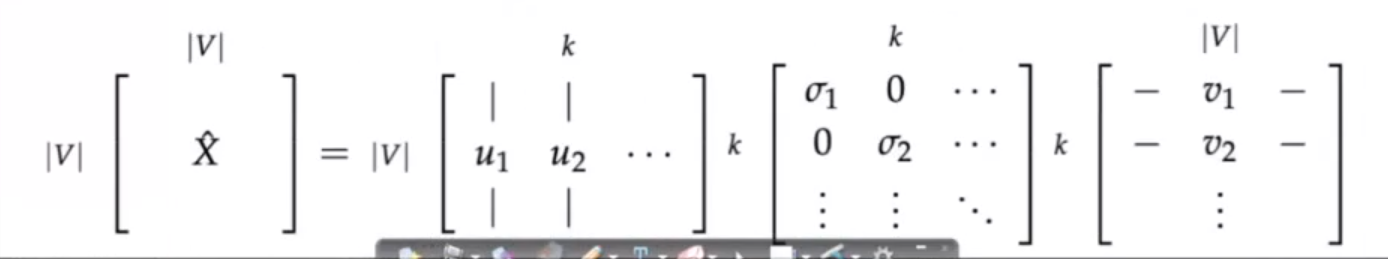 |V| k k |V|
|V| [ X̂ ] = |V| [ | | ] k [ σ₁ 0 ⋯ ] k [ — v₁ — ]
u₁ u₂ ⋯ 0 σ₂ ⋯ — v₂ —
| | ⋮ ⋮ ⋱ ⋮